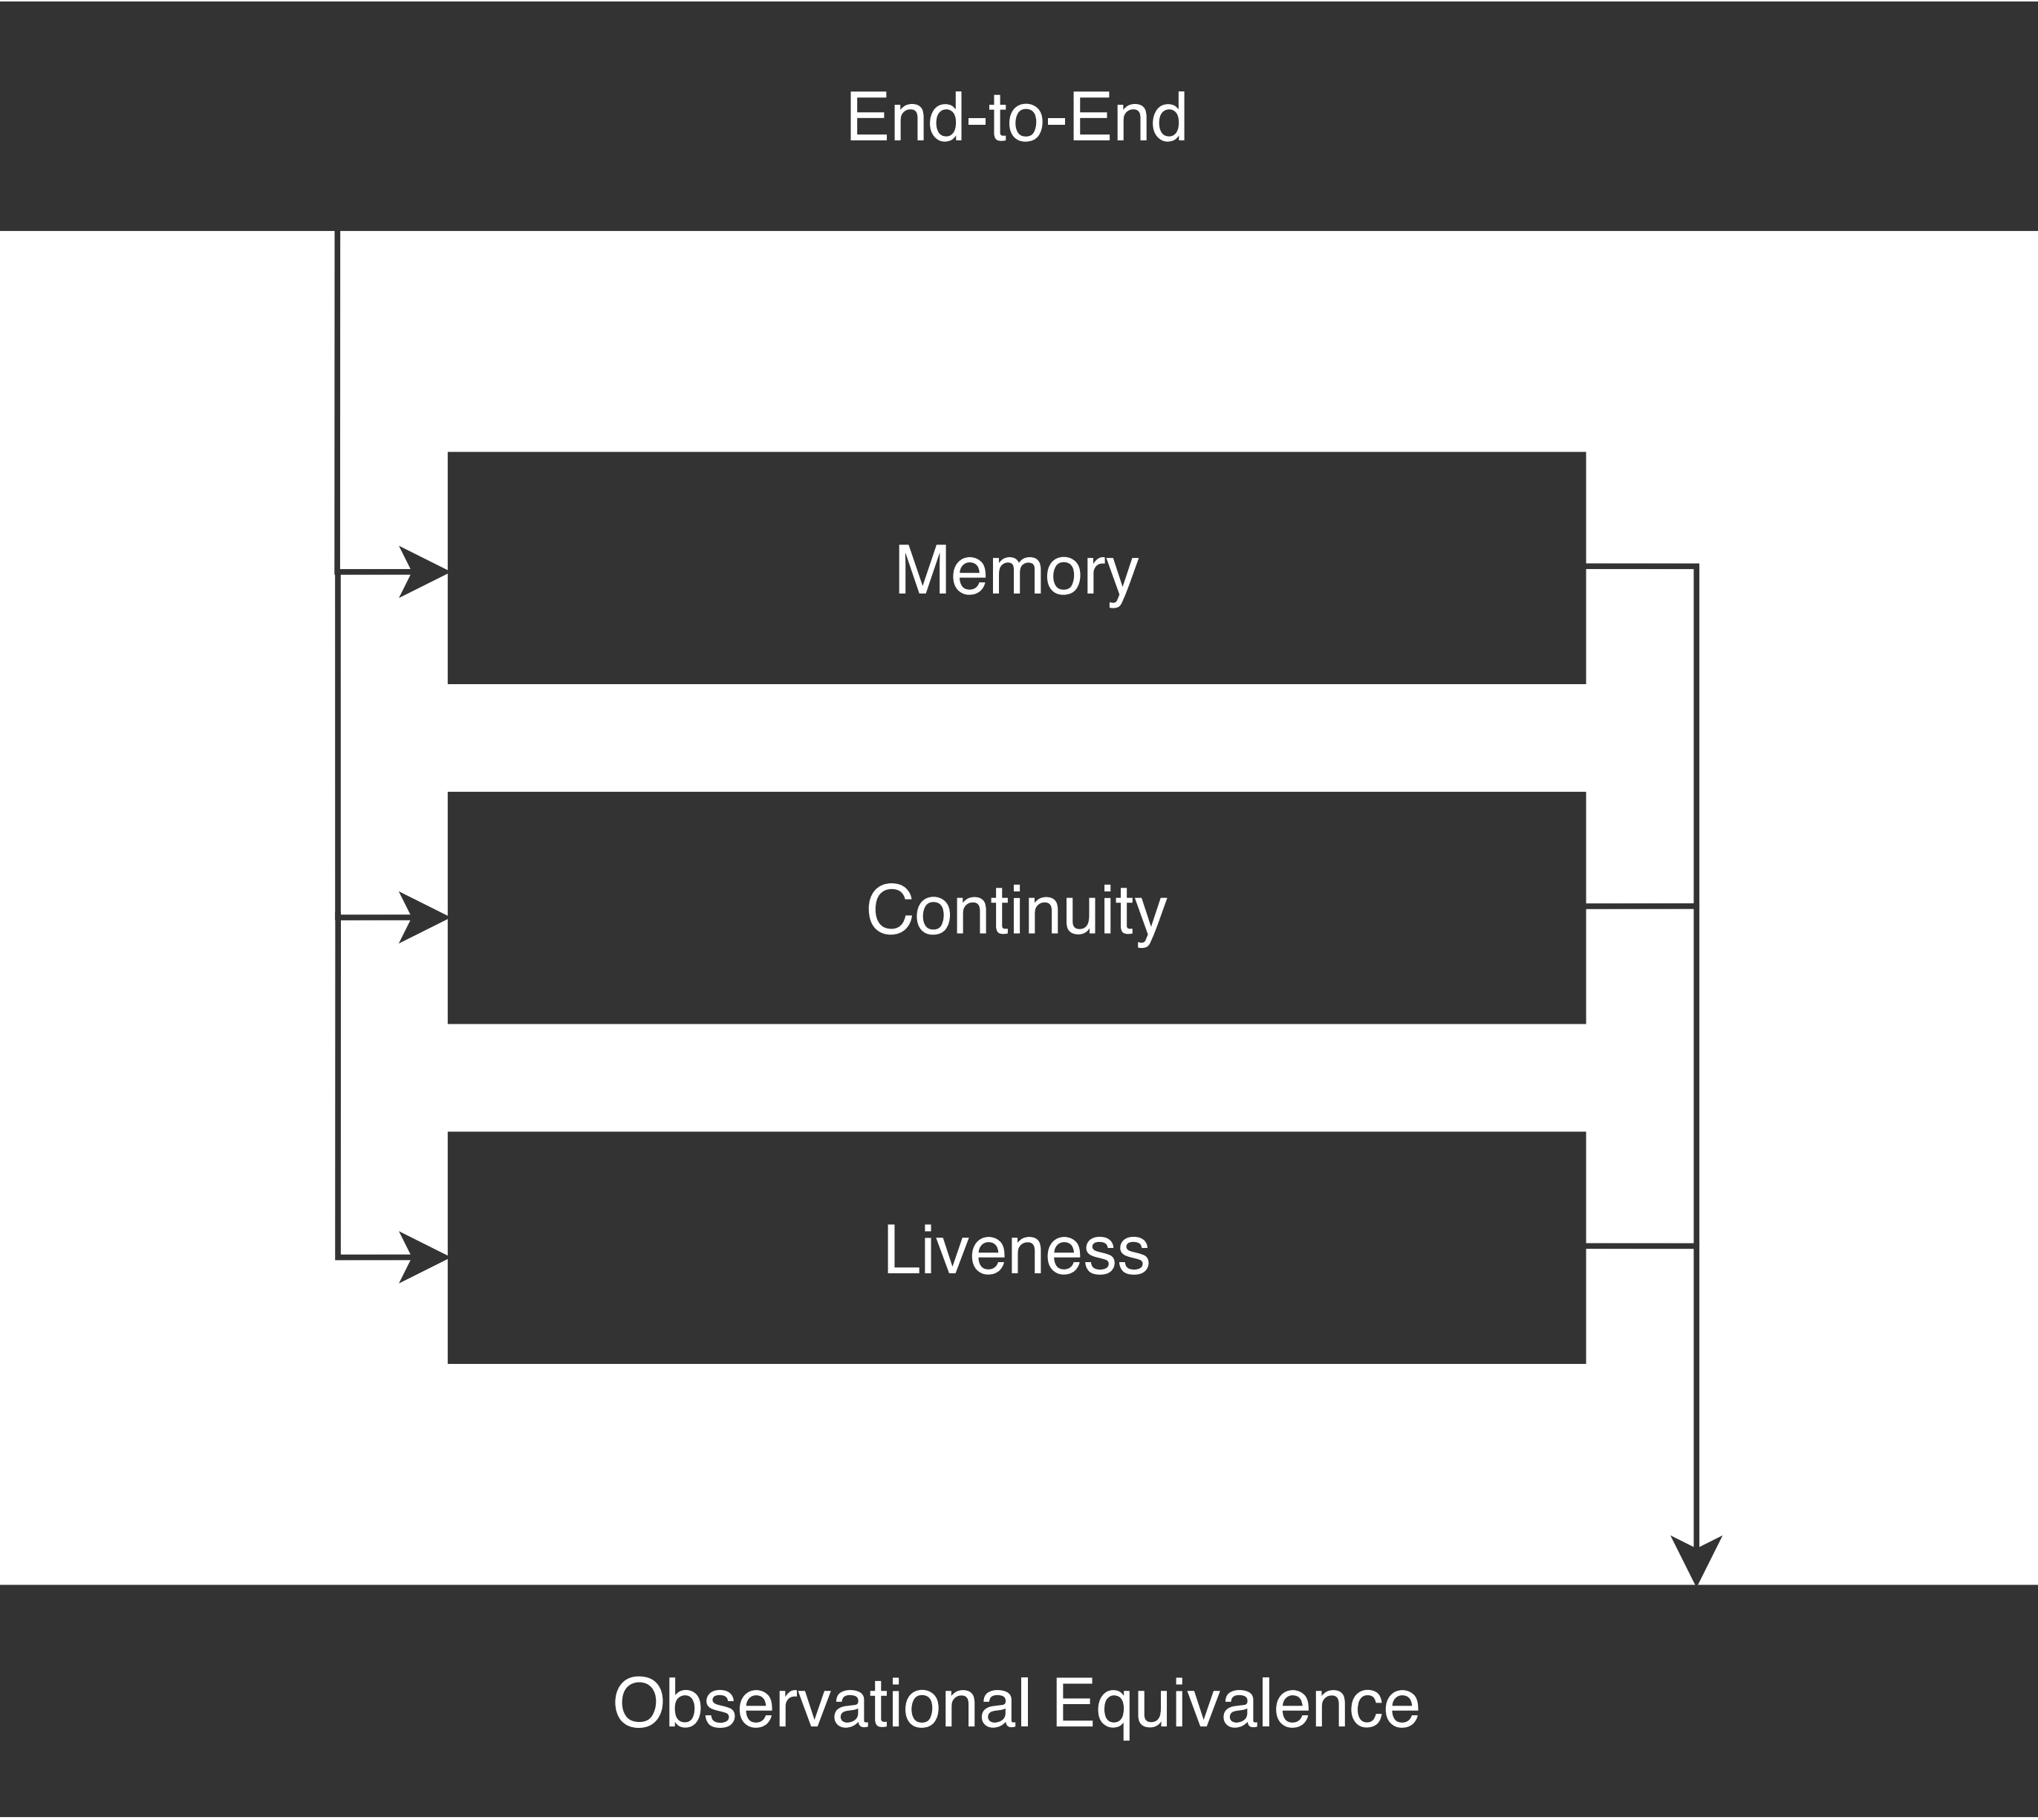 End-to-End
Memory
Continuity
Liveness
Observational Equivalence